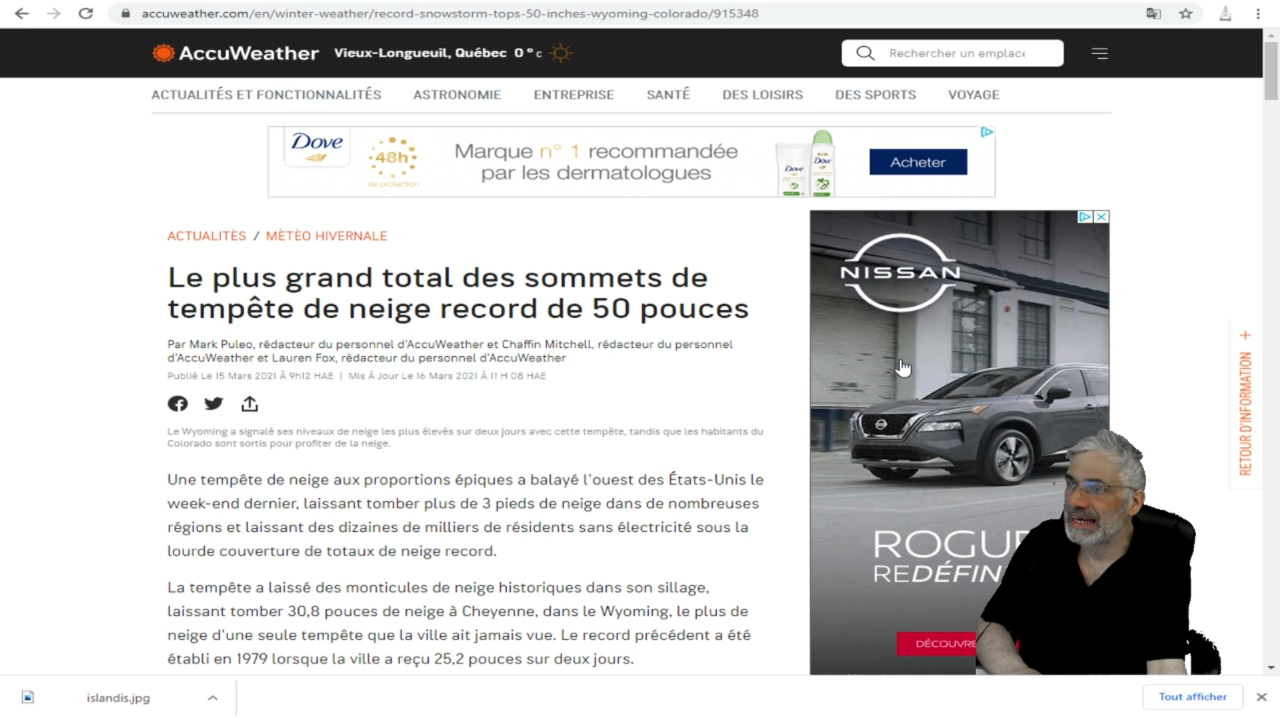 accuweather.com/en/winter-weather/record-snowstorm-tops-50-inches-wyoming-colorado/915348
AccuWeather
Vieux-Longueuil, Québec 0° c
Rechercher un emplace
ACTUALITÉS ET FONCTIONNALITÉS ASTRONOMIE ENTREPRISE SANTÉ DES LOISIRS DES SPORTS VOYAGE
Dove
48h
de protection
Marque n° 1 recommandée
par les dermatologues
Dove
Dove
Acheter
ACTUALITÉS / MÉTÉO HIVERNALE
Le plus grand total des sommets de
tempête de neige record de 50 pouces
Par Mark Puleo, rédacteur du personnel d'AccuWeather et Chaffin Mitchell, rédacteur du personnel
d'AccuWeather et Lauren Fox, rédacteur du personnel d'AccuWeather
Publié Le 15 Mars 2021 À 9h12 HAE | Mis À Jour Le 16 Mars 2021 À 11 H 08 HAE
Le Wyoming a signalé ses niveaux de neige les plus élevés sur deux jours avec cette tempête, tandis que les habitants du
Colorado sont sortis pour profiter de la neige.
Une tempête de neige aux proportions épiques a balayé l'ouest des États-Unis le
week-end dernier, laissant tomber plus de 3 pieds de neige dans de nombreuses
régions et laissant des dizaines de milliers de résidents sans électricité sous la
lourde couverture de totaux de neige record.
La tempête a laissé des monticules de neige historiques dans son sillage,
laissant tomber 30,8 pouces de neige à Cheyenne, dans le Wyoming, le plus de
neige d'une seule tempête que la ville ait jamais vue. Le record précédent a été
établi en 1979 lorsque la ville a reçu 25,2 pouces sur deux jours.
NISSAN
ROGU
REDÉFIN
DÉCOUVRE
RETOUR D'INFORMATION +
islandis.jpg
Tout afficher